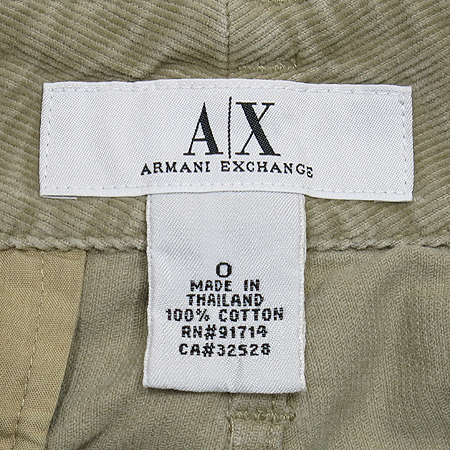 A|X
ARMANI EXCHANGE
0
MADE IN
THAILAND
100% COTTON
RN#91714
CA#32528